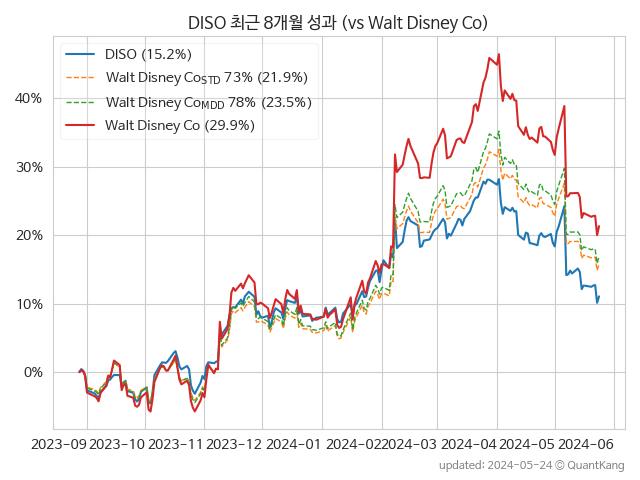 DISO 최근 8개월 성과 (vs Walt Disney Co)
DISO (15.2%)
Walt Disney CoSTD 73% (21.9%)
Walt Disney CoMDD 78% (23.5%)
Walt Disney Co (29.9%)
40%
30%
20%
10%
0%
2023-09 2023-10 2023-11 2023-12 2024-01 2024-02 2024-03 2024-04 2024-05 2024-06
updated: 2024-05-24 © QuantKang